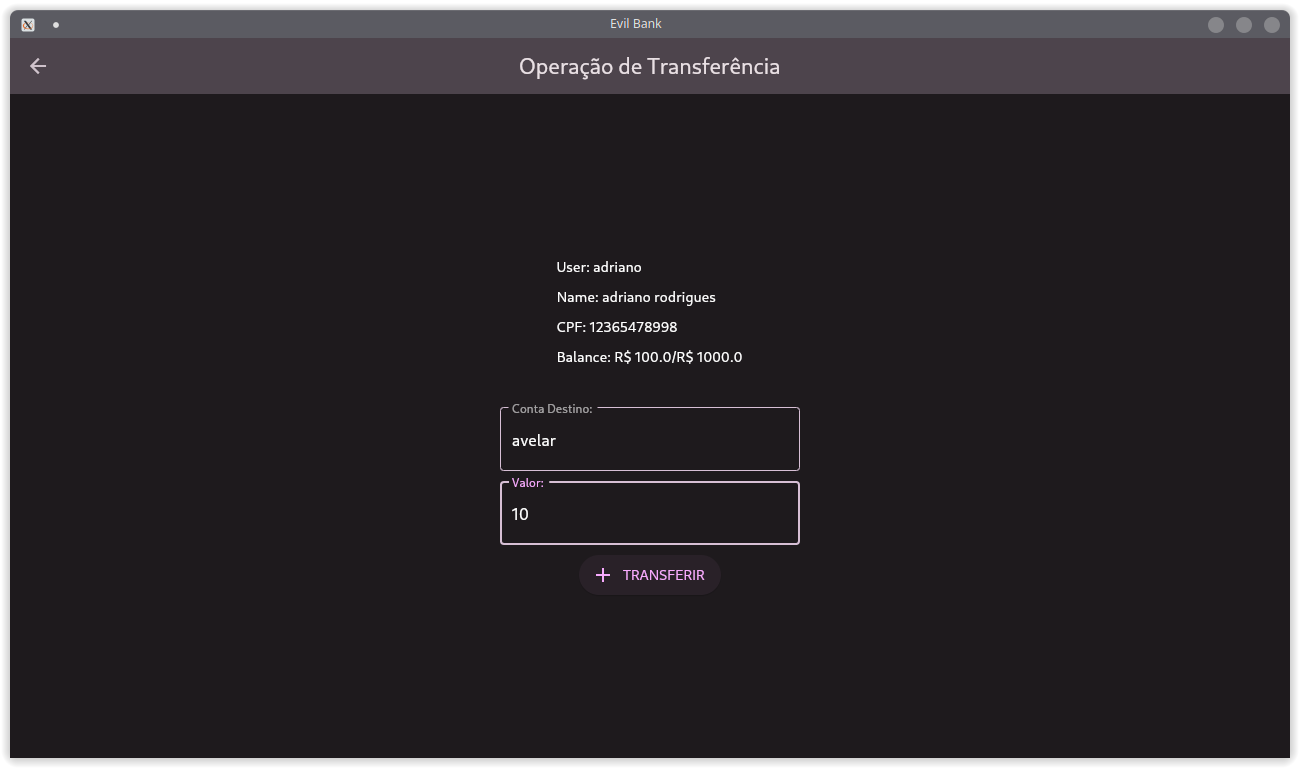 Evil Bank
Operação de Transferência
User: adriano
Name: adriano rodrigues
CPF: 12365478998
Balance: R$ 100.0/R$ 1000.0
Conta Destino:
avelar
Valor:
10
TRANSFERIR